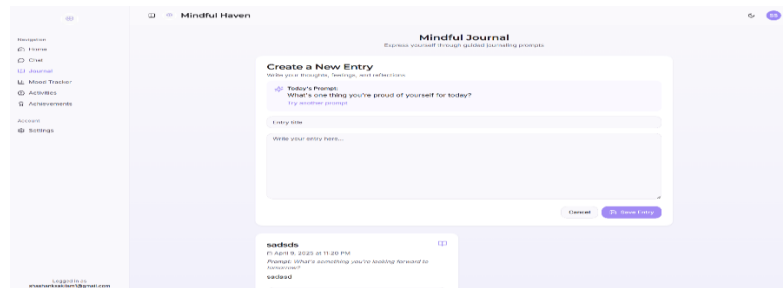 Mindful Haven
SS
Navigation
Home
Chat
Journal
Mood Tracker
Activities
Achievements
Account
Settings
Logged in as
Mindful Journal
Express yourself through guided journaling prompts
Create a New Entry
Write your thoughts, feelings, and reflections
Today's Prompt:
What's one thing you're proud of yourself for today?
Try another prompt
Entry title
Write your entry here...
Cancel
Save Entry
sadsds
April 9, 2025 at 11:20 PM
Prompt: What's something you're looking forward to
tomorrow?
sadasd